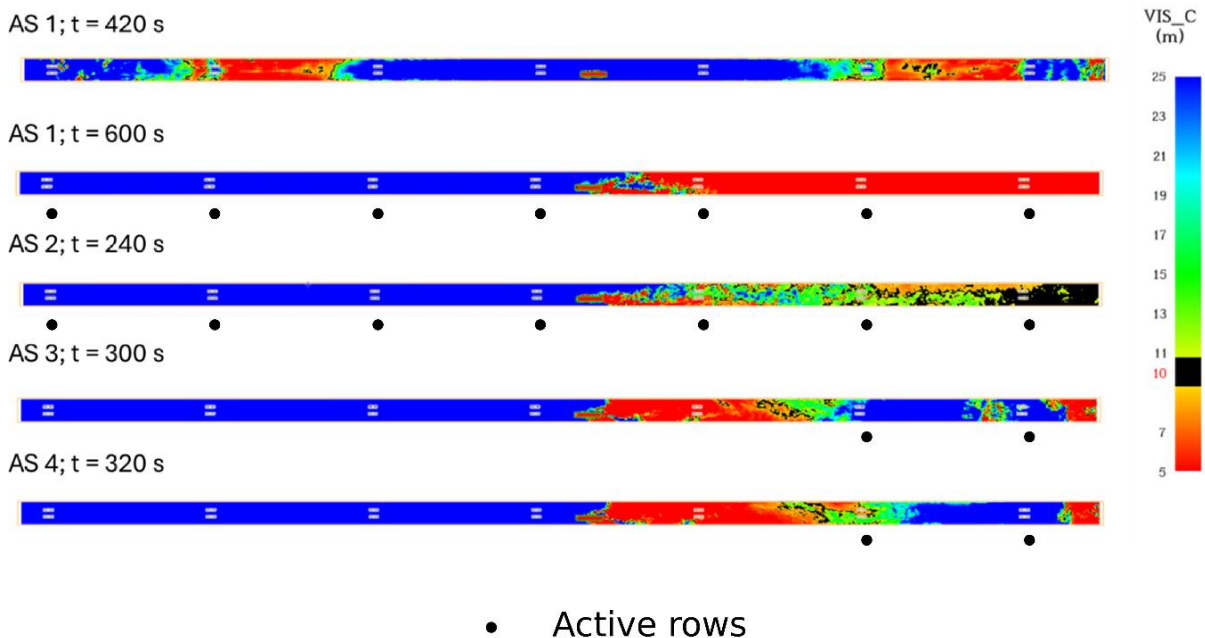 AS 1; t = 420 s
AS 1; t = 600 s
AS 2; t = 240 s
AS 3; t = 300 s
AS 4; t = 320 s
• Active rows
VIS_C
(m)
25
23
21
19
17
15
13
11
10
7
5